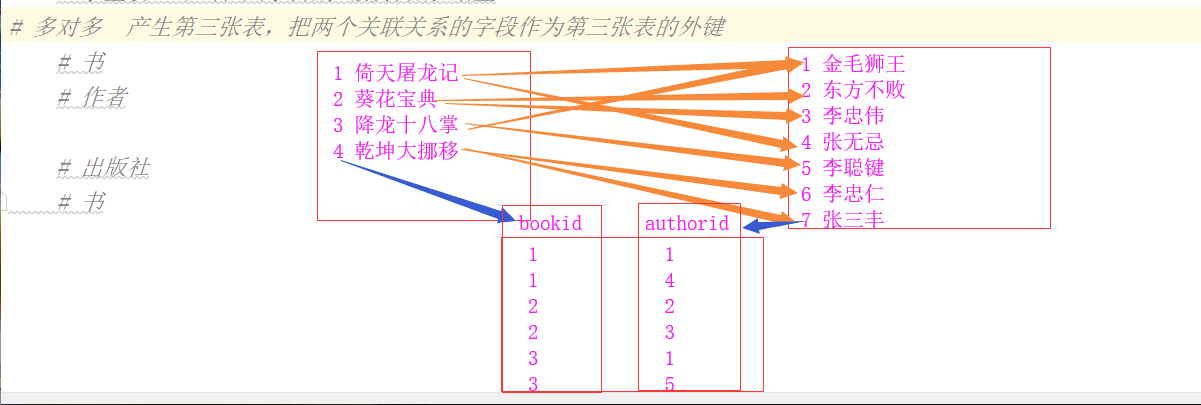 # 多对多  产生第三张表，把两个关联关系的字段作为第三张表的外键
# 书
# 作者
# 出版社
# 书
1 倚天屠龙记
2 葵花宝典
3 降龙十八掌
4 乾坤大挪移
1 金毛狮王
2 东方不败
3 李忠伟
4 张无忌
5 李聪键
6 李忠仁
7 张三丰
bookid authorid
1 1
1 4
2 2
2 3
3 1
3 5